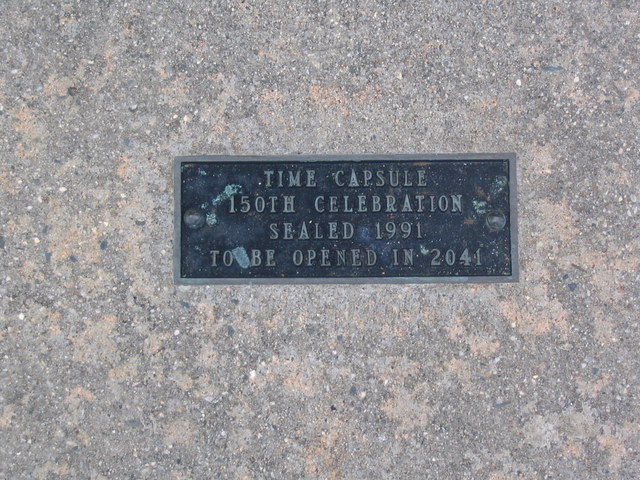 TIME CAPSULE
150TH CELEBRATION
SEALED 1991
TO BE OPENED IN 2041